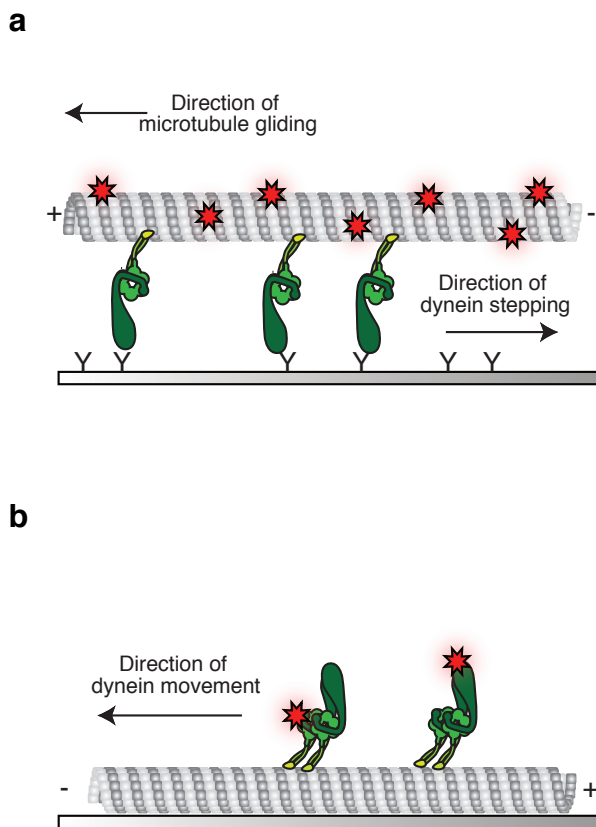 a
Direction of
microtubule gliding
+
-
Direction of
dynein stepping
Y Y Y Y Y Y
b
Direction of
dynein movement
-
+